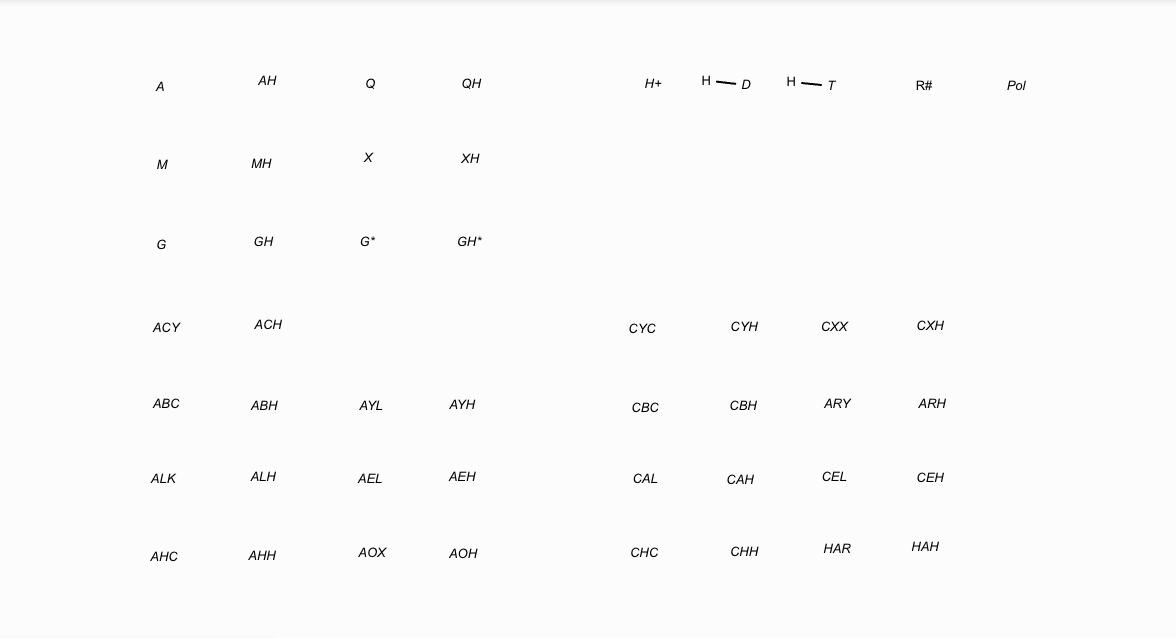 A AH Q QH H+ H — D H — T R# Pol
M MH X XH
G GH G* GH*
ACY ACH CYC CYH CXX CXH
ABC ABH AYL AYH CBC CBH ARY ARH
ALK ALH AEL AEH CAL CAH CEL CEH
AHC AHH AOX AOH CHC CHH HAR HAH